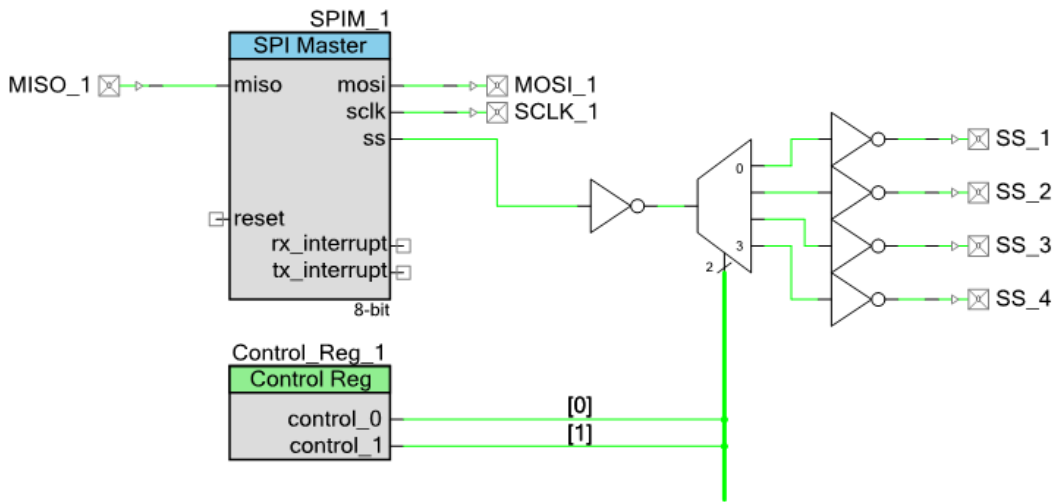 SPIM_1
SPI Master
MISO_1
miso
mosi
MOSI_1
sclk
SCLK_1
ss
reset
rx_interrupt
tx_interrupt
8-bit
0
3
2
SS_1
SS_2
SS_3
SS_4
Control_Reg_1
Control Reg
control_0
[0]
control_1
[1]